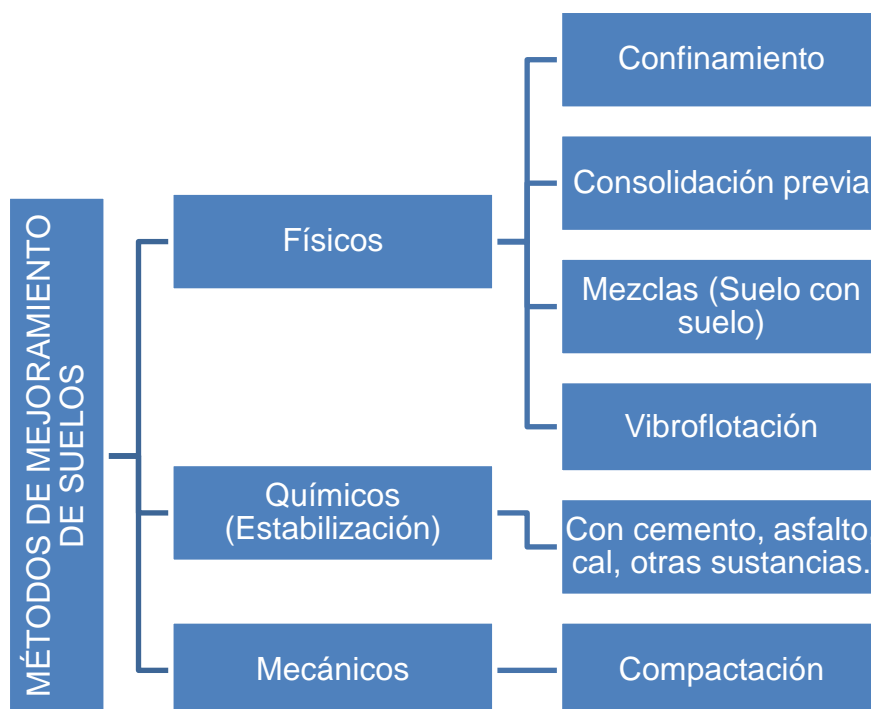 MÉTODOS DE MEJORAMIENTO
DE SUELOS
Físicos
Confinamiento
Consolidación previa
Mezclas (Suelo con
suelo)
Vibroflotación
Químicos
(Estabilización)
Con cemento, asfalto,
cal, otras sustancias.
Mecánicos
Compactación